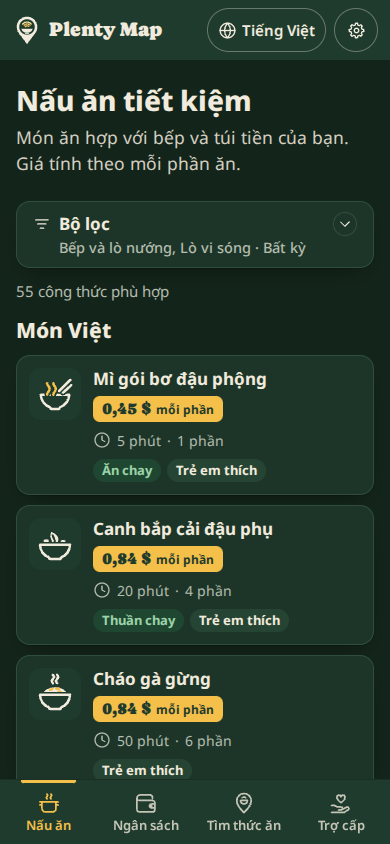 Plenty Map
Tiếng Việt
Nấu ăn tiết kiệm
Món ăn hợp với bếp và túi tiền của bạn.
Giá tính theo mỗi phần ăn.
Bộ lọc
Bếp và lò nướng, Lò vi sóng · Bất kỳ
55 công thức phù hợp
Món Việt
Mì gói bơ đậu phộng
0,45 $ mỗi phần
5 phút · 1 phần
Ăn chay
Trẻ em thích
Canh bắp cải đậu phụ
0,84 $ mỗi phần
20 phút · 4 phần
Thuần chay
Trẻ em thích
Cháo gà gừng
0,84 $ mỗi phần
50 phút · 6 phần
Trẻ em thích
Nấu ăn
Ngân sách
Tìm thức ăn
Trợ cấp